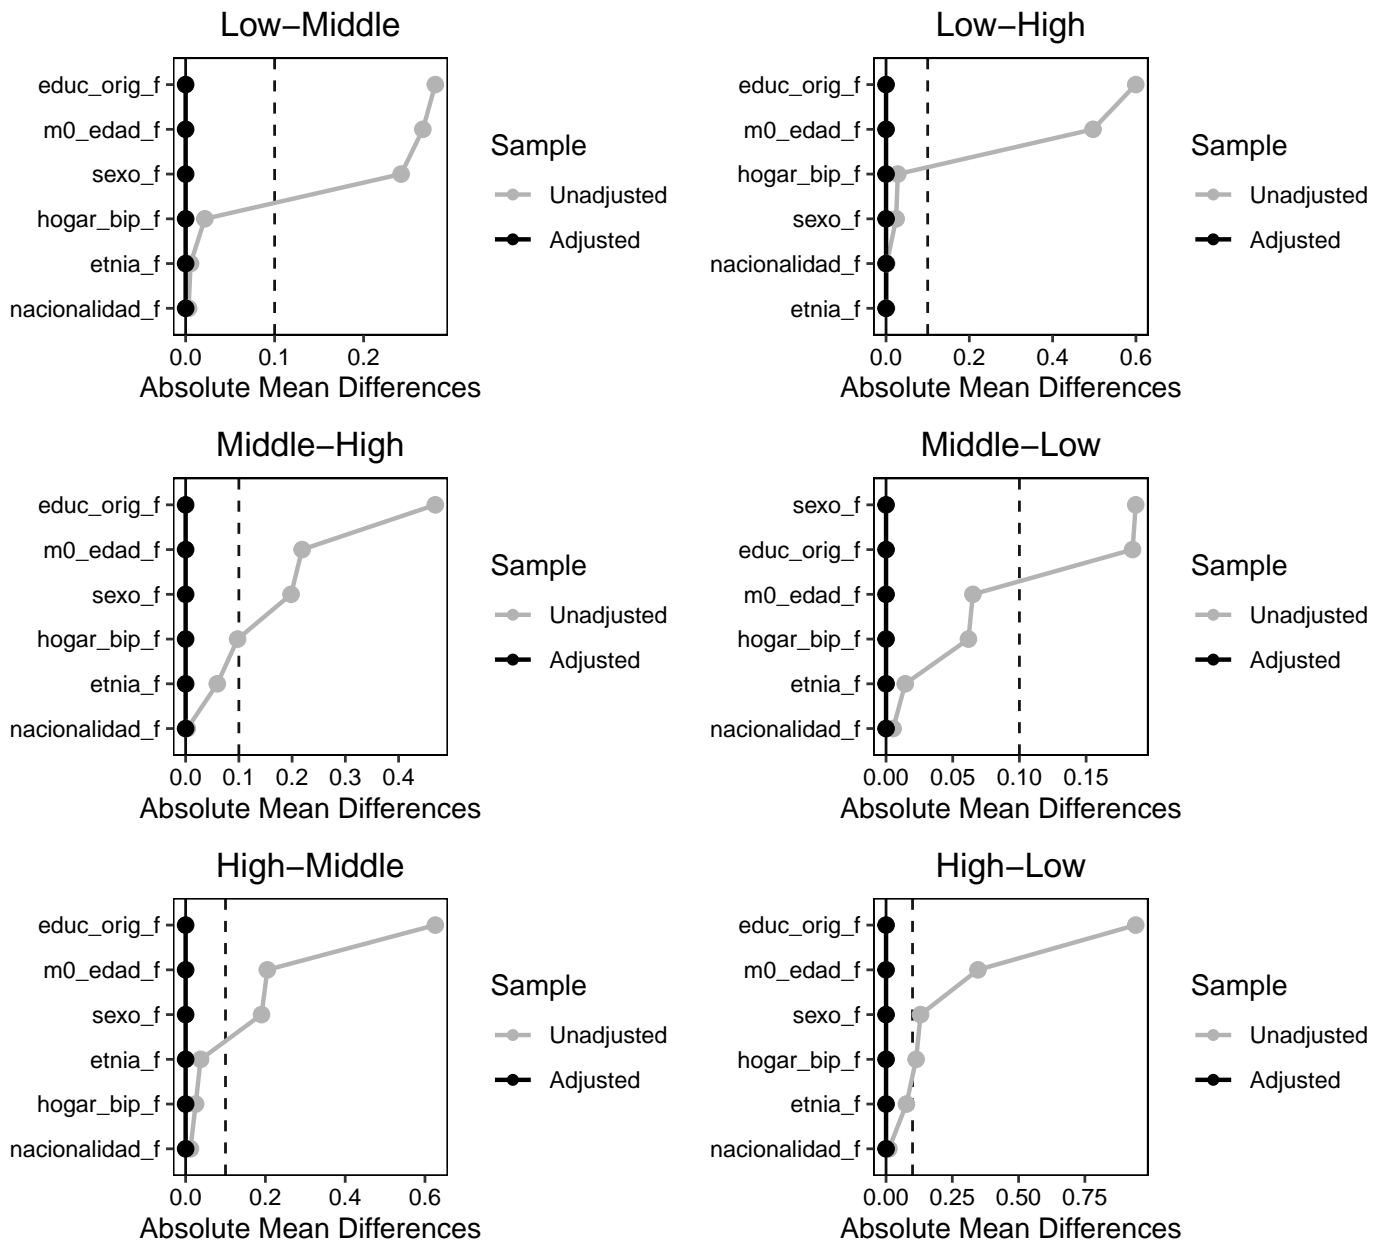 Low−Middle
educ_orig_f
m0_edad_f
sexo_f
hogar_bip_f
etnia_f
nacionalidad_f
0.0 0.1 0.2
Absolute Mean Differences
Sample
Unadjusted
Adjusted
Low−High
educ_orig_f
m0_edad_f
hogar_bip_f
sexo_f
nacionalidad_f
etnia_f
0.0 0.2 0.4 0.6
Absolute Mean Differences
Sample
Unadjusted
Adjusted
Middle−High
educ_orig_f
m0_edad_f
sexo_f
hogar_bip_f
etnia_f
nacionalidad_f
0.0 0.1 0.2 0.3 0.4
Absolute Mean Differences
Sample
Unadjusted
Adjusted
Middle−Low
sexo_f
educ_orig_f
m0_edad_f
hogar_bip_f
etnia_f
nacionalidad_f
0.00 0.05 0.10 0.15
Absolute Mean Differences
Sample
Unadjusted
Adjusted
High−Middle
educ_orig_f
m0_edad_f
sexo_f
etnia_f
hogar_bip_f
nacionalidad_f
0.0 0.2 0.4 0.6
Absolute Mean Differences
Sample
Unadjusted
Adjusted
High−Low
educ_orig_f
m0_edad_f
sexo_f
hogar_bip_f
etnia_f
nacionalidad_f
0.00 0.25 0.50 0.75
Absolute Mean Differences
Sample
Unadjusted
Adjusted